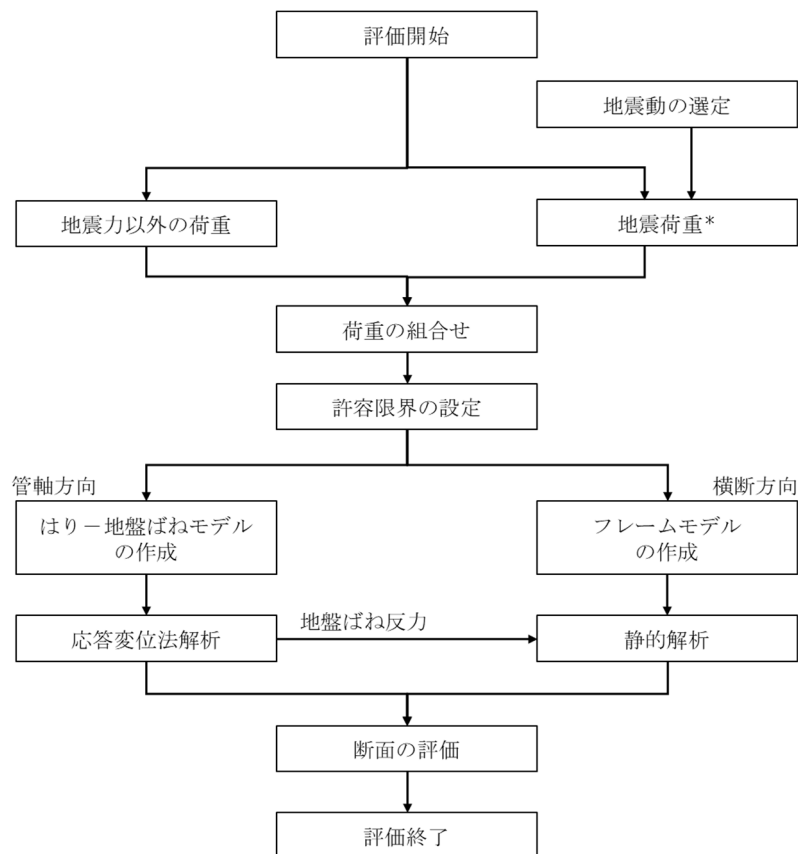 評価開始
地震動の選定
地震力以外の荷重
地震荷重*
荷重の組合せ
許容限界の設定
管軸方向
横断方向
はり－地盤ばねモデル
の作成
フレームモデル
の作成
応答変位法解析
地盤ばね反力
静的解析
断面の評価
評価終了